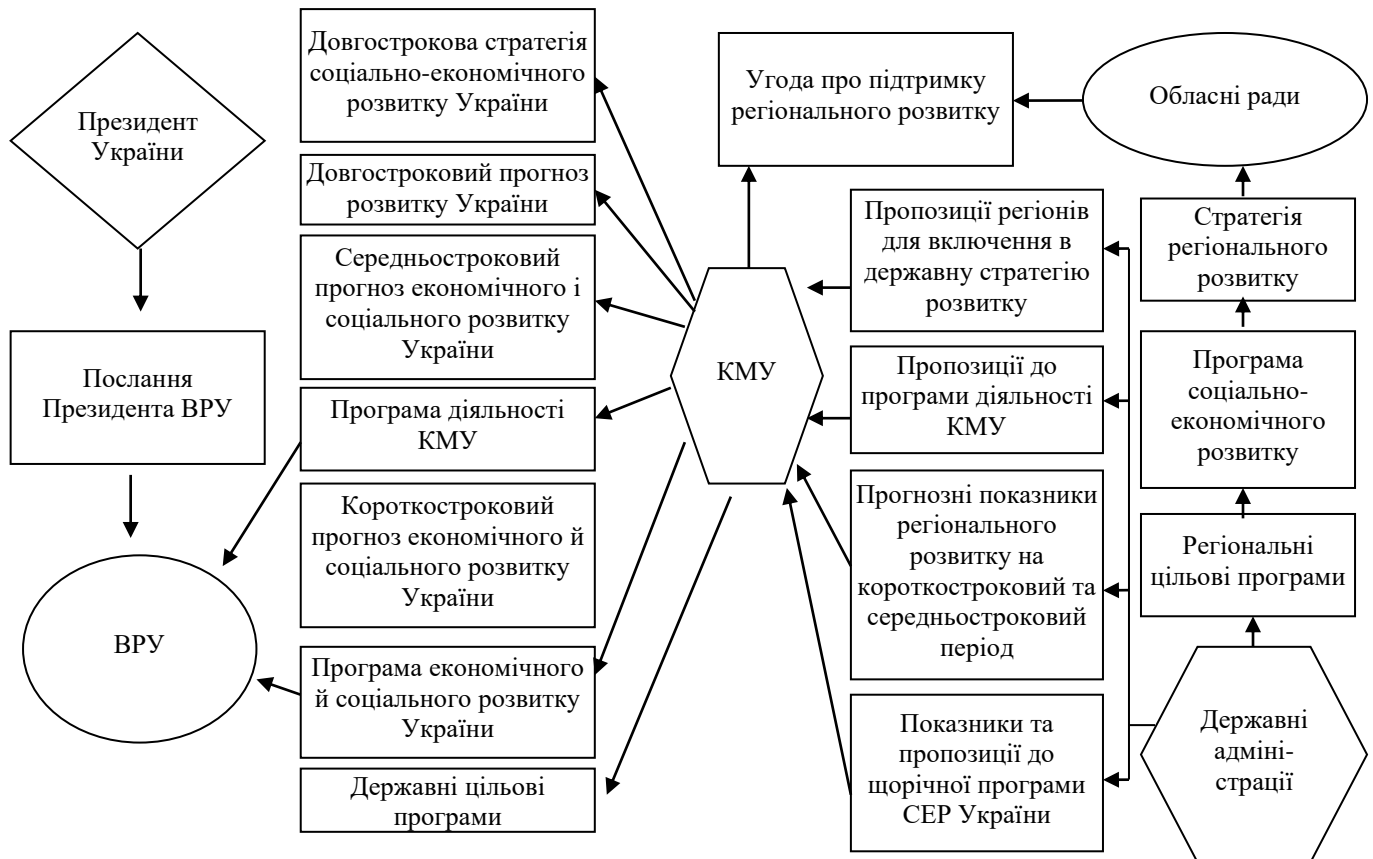 Президент
України
Послання
Президента ВРУ
ВРУ
Довгострокова стратегія
соціально-економічного
розвитку України
Довгостроковий прогноз
розвитку України
Середньостроковий
прогноз економічного і
соціального розвитку
України
Програма діяльності
КМУ
Короткостроковий
прогноз економічного й
соціального розвитку
України
Програма економічного
й соціального розвитку
України
Державні цільові
програми
КМУ
Угода про підтримку
регіонального розвитку
Пропозиції регіонів
для включення в
державну стратегію
розвитку
Пропозиції до
програми діяльності
КМУ
Прогнозні показники
регіонального
розвитку на
короткостроковий та
середньостроковий
період
Показники та
пропозиції до
щорічної програми
СЕР України
Обласні ради
Стратегія
регіонального
розвитку
Програма
соціально-
економічного
розвитку
Регіональні
цільові програми
Державні
адміні-
страції